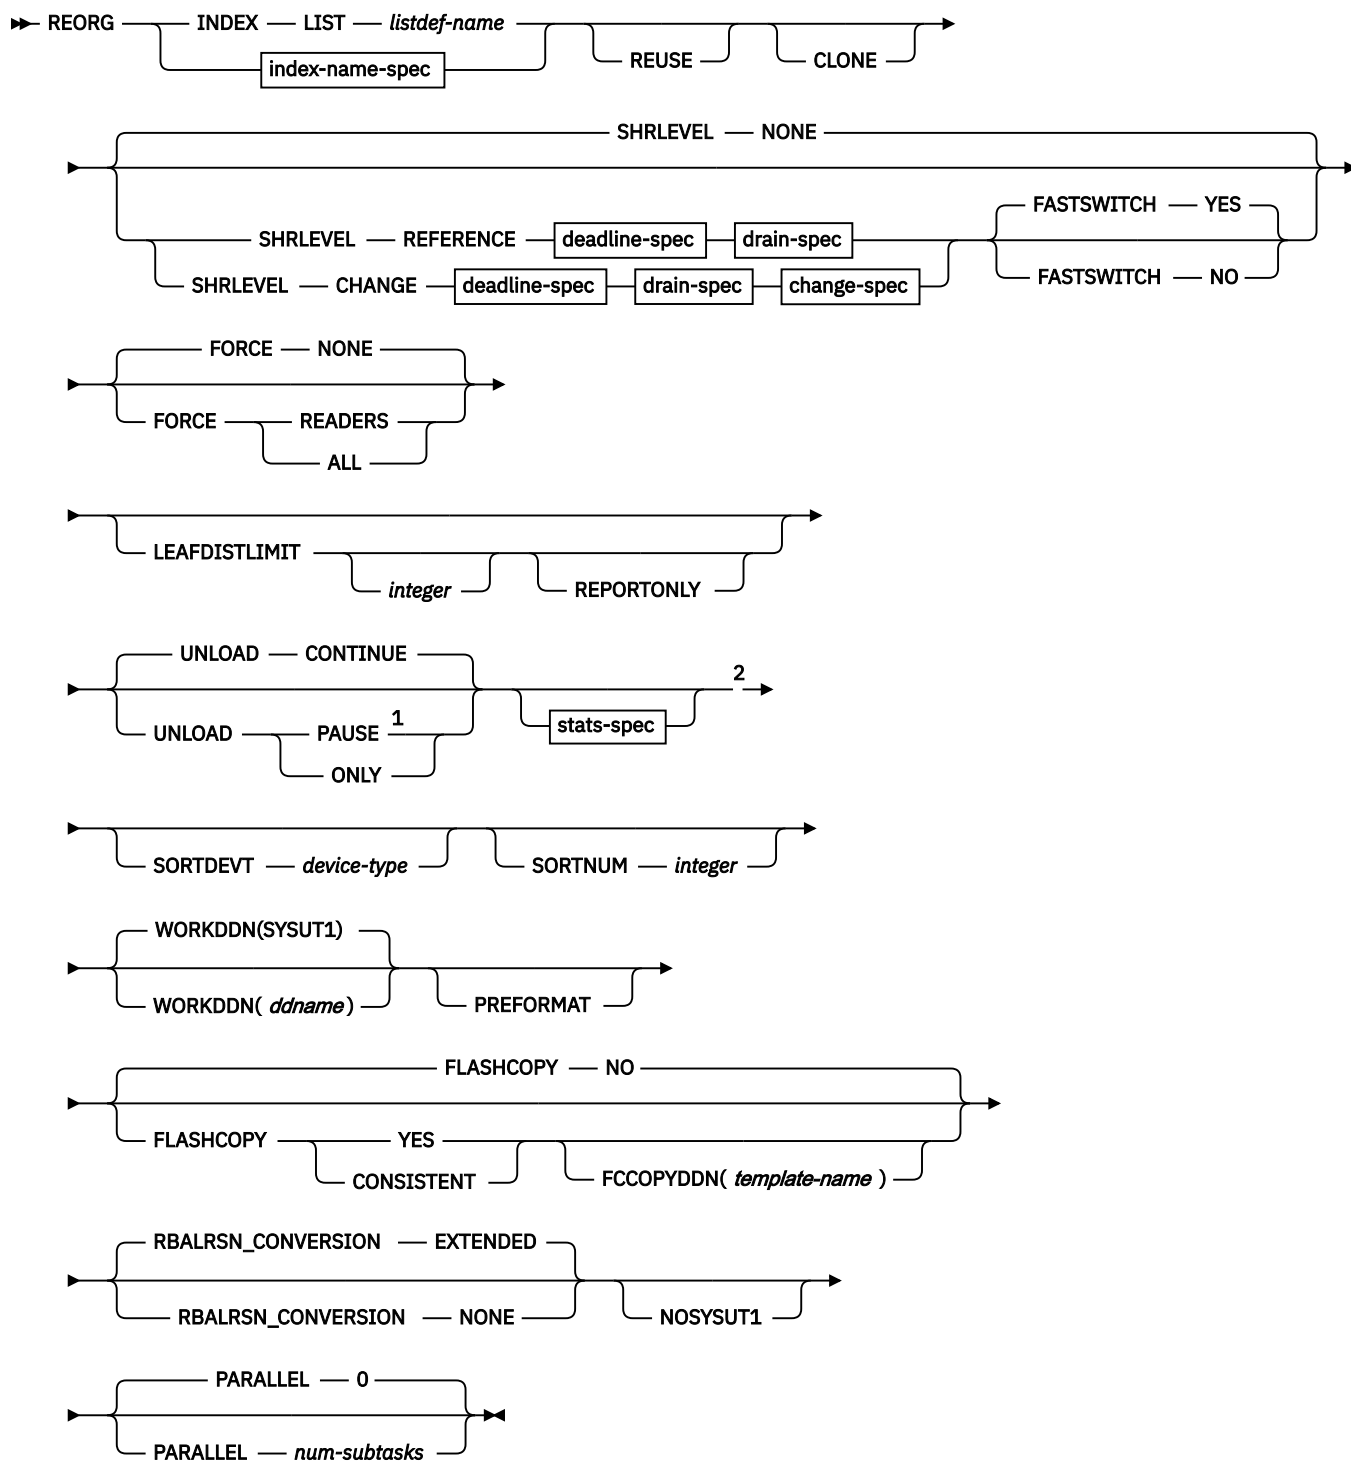 REORG INDEX LIST listdef-name
index-name-spec REUSE CLONE
SHRLEVEL NONE
FASTSWITCH YES
SHRLEVEL REFERENCE deadline-spec drain-spec
FASTSWITCH NO
SHRLEVEL CHANGE deadline-spec drain-spec change-spec
FORCE NONE
FORCE READERS
ALL
LEAFDISTLIMIT
integer REPORTONLY
UNLOAD CONTINUE
2
stats-spec
UNLOAD PAUSE 1
ONLY
SORTDEVT device-type SORTNUM integer
WORKDDN(SYSUT1)
WORKDDN( ddname) PREFORMAT
FLASHCOPY NO
FLASHCOPY YES
CONSISTENT FCCOPYDDN( template-name )
RBALRSN_CONVERSION EXTENDED
RBALRSN_CONVERSION NONE NOSYSUT1
PARALLEL 0
PARALLEL num-subtasks